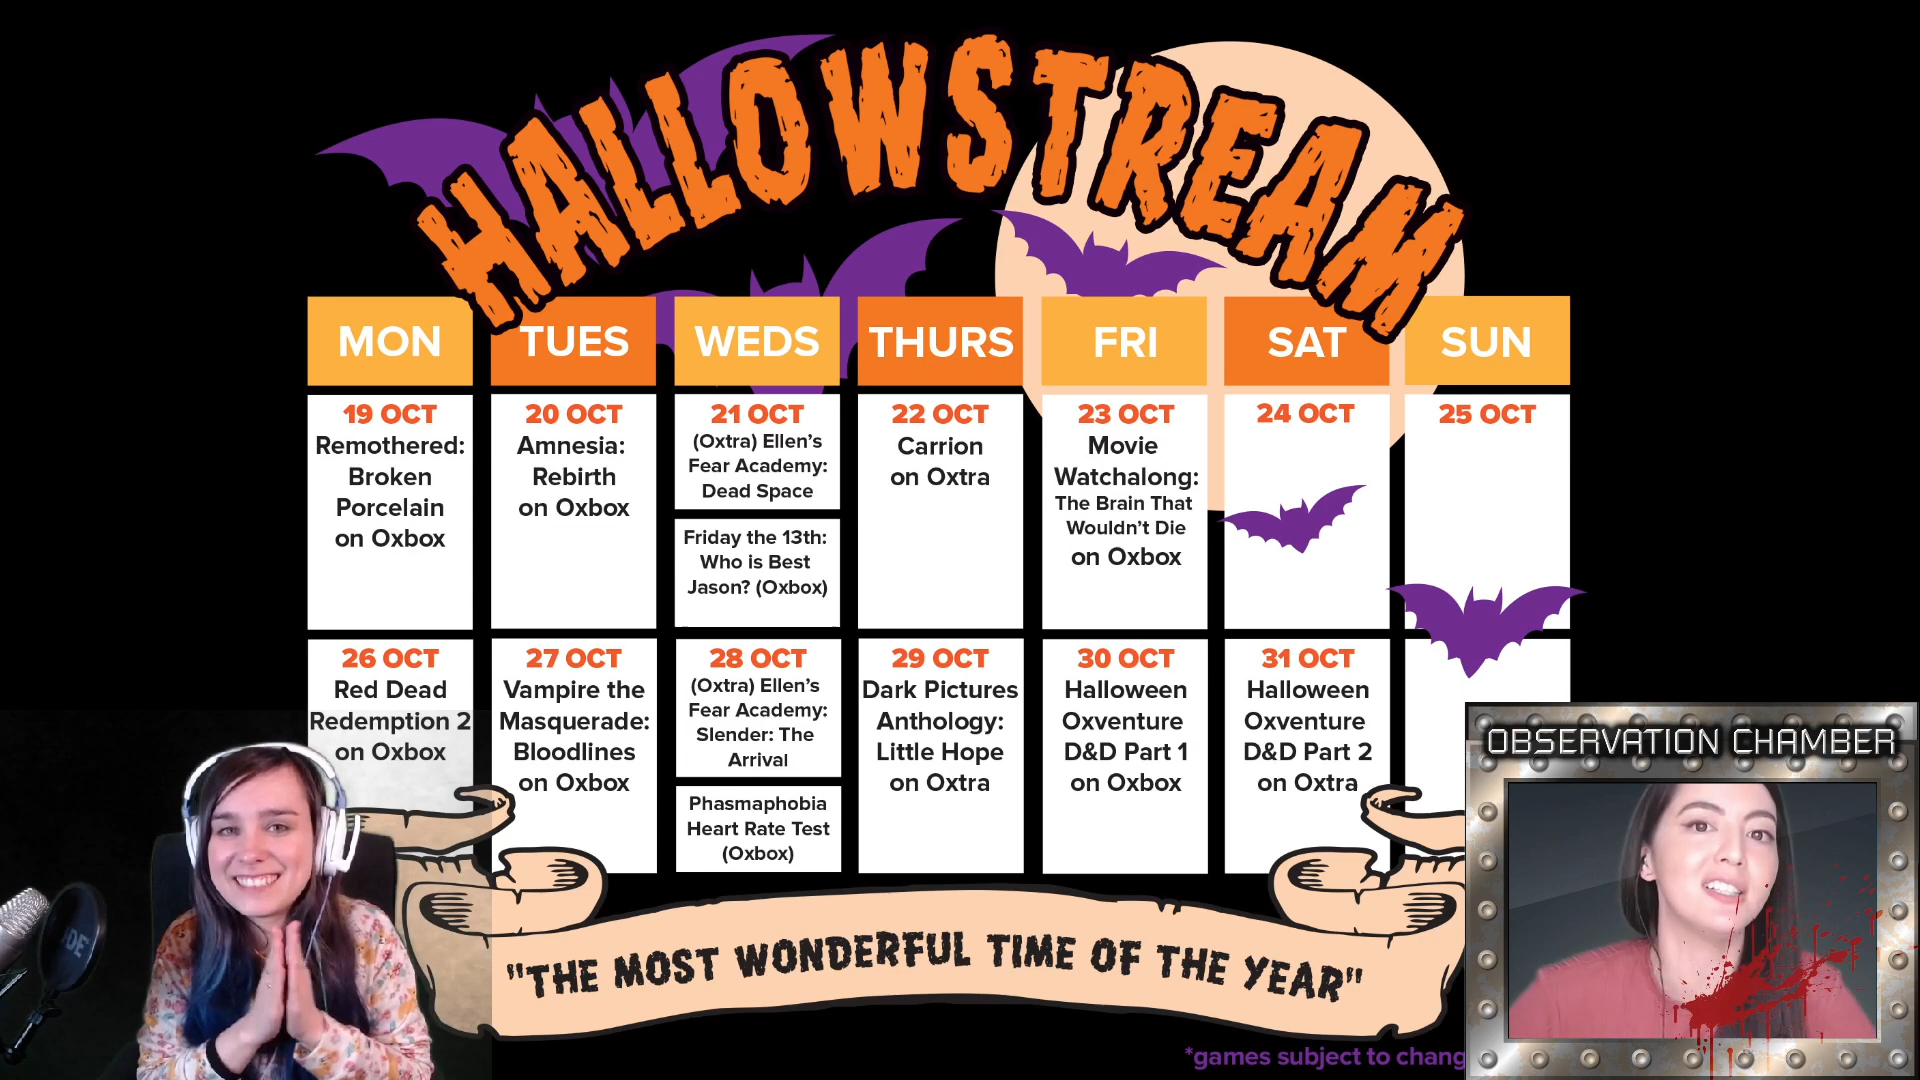 HALLOWSTREAM
MON
TUES
WEDS
THURS
FRI
SAT
SUN
19 OCT
Remothered:
Broken
Porcelain
on Oxbox
20 OCT
Amnesia:
Rebirth
on Oxbox
21 OCT
(Oxtra) Ellen's
Fear Academy:
Dead Space
Friday the 13th:
Who is Best
Jason? (Oxbox)
22 OCT
Carrion
on Oxtra
23 OCT
Movie
Watchalong:
The Brain That
Wouldn't Die
on Oxbox
24 OCT
25 OCT
26 OCT
Red Dead
Redemption 2
on Oxbox
27 OCT
Vampire the
Masquerade:
Bloodlines
on Oxbox
28 OCT
(Oxtra) Ellen's
Fear Academy:
Slender: The
Arrival
Phasmaphobia
Heart Rate Test
(Oxbox)
29 OCT
Dark Pictures
Anthology:
Little Hope
on Oxtra
30 OCT
Halloween
Oxventure
D&D Part 1
on Oxbox
31 OCT
Halloween
Oxventure
D&D Part 2
on Oxtra
OBSERVATION CHAMBER
"THE MOST WONDERFUL TIME OF THE YEAR"
*games subject to chang